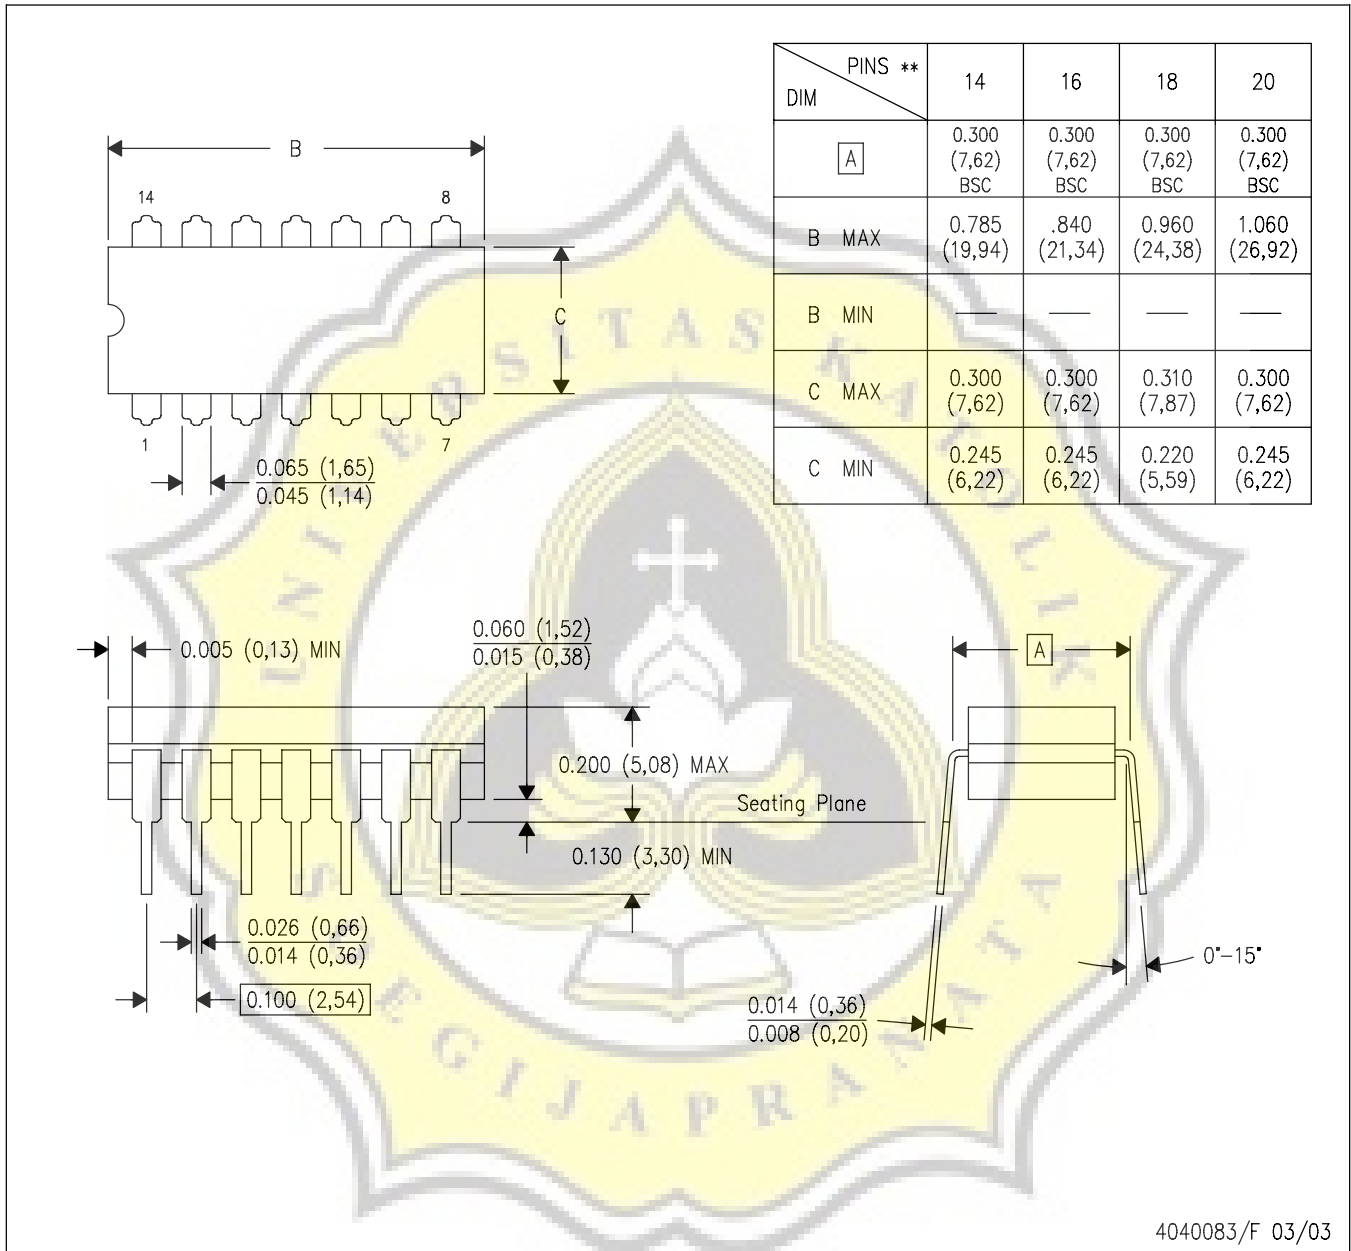 PINS **
DIM
14 16 18 20
A
0.300 0.300 0.300 0.300
(7,62) (7,62) (7,62) (7,62)
BSC BSC BSC BSC
B MAX
0.785 .840 0.960 1.060
(19,94) (21,34) (24,38) (26,92)
B MIN — — — —
C MAX
0.300 0.300 0.310 0.300
(7,62) (7,62) (7,87) (7,62)
C MIN
0.245 0.245 0.220 0.245
(6,22) (6,22) (5,59) (6,22)
B
14 8
C
1 7
0.065 (1,65)
0.045 (1,14)
0.005 (0,13) MIN
0.060 (1,52)
0.015 (0,38)
0.200 (5,08) MAX
Seating Plane
0.130 (3,30) MIN
0.026 (0,66)
0.014 (0,36)
0.100 (2,54)
A
0°–15°
0.014 (0,36)
0.008 (0,20)
4040083/F 03/03
KATOLIK
SOEGIJAPRANATA